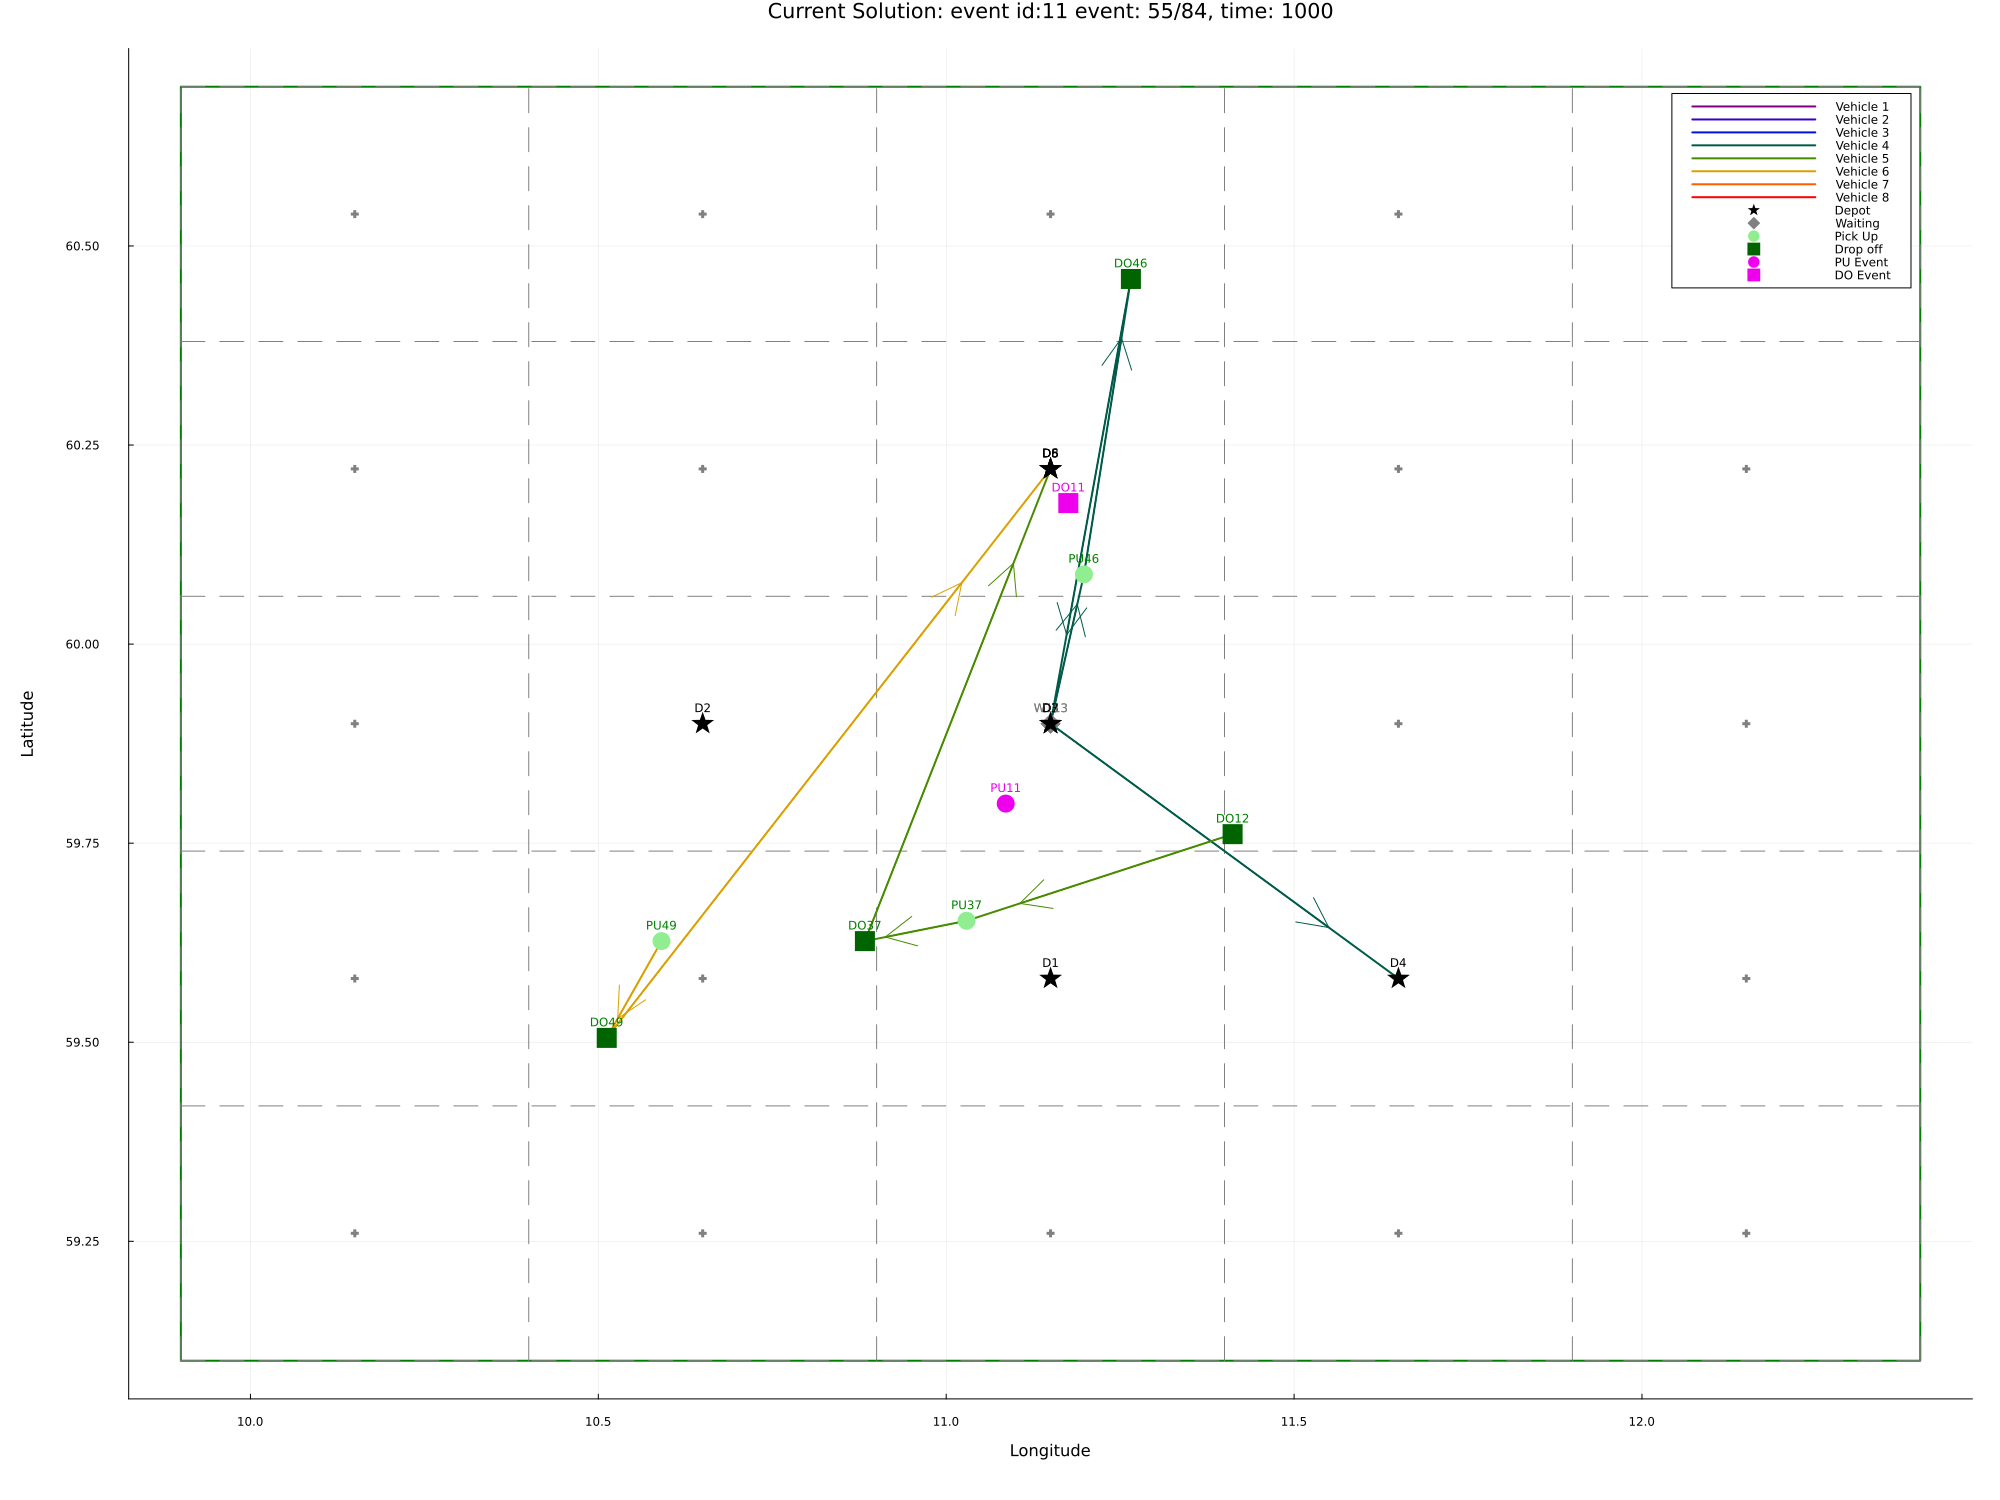 Current Solution: event id:11 event: 55/84, time: 1000
Vehicle 1
Vehicle 2
Vehicle 3
Vehicle 4
Vehicle 5
Vehicle 6
Vehicle 7
Vehicle 8
Depot
Waiting
Pick Up
Drop off
PU Event
DO Event
60.50
60.25
60.00
59.75
59.50
59.25
Latitude
DO46
DO11
PU46
D2
PU11
DO12
PU37
DO37
PU49
D1
D4
DO49
10.0
10.5
11.0
11.5
12.0
Longitude